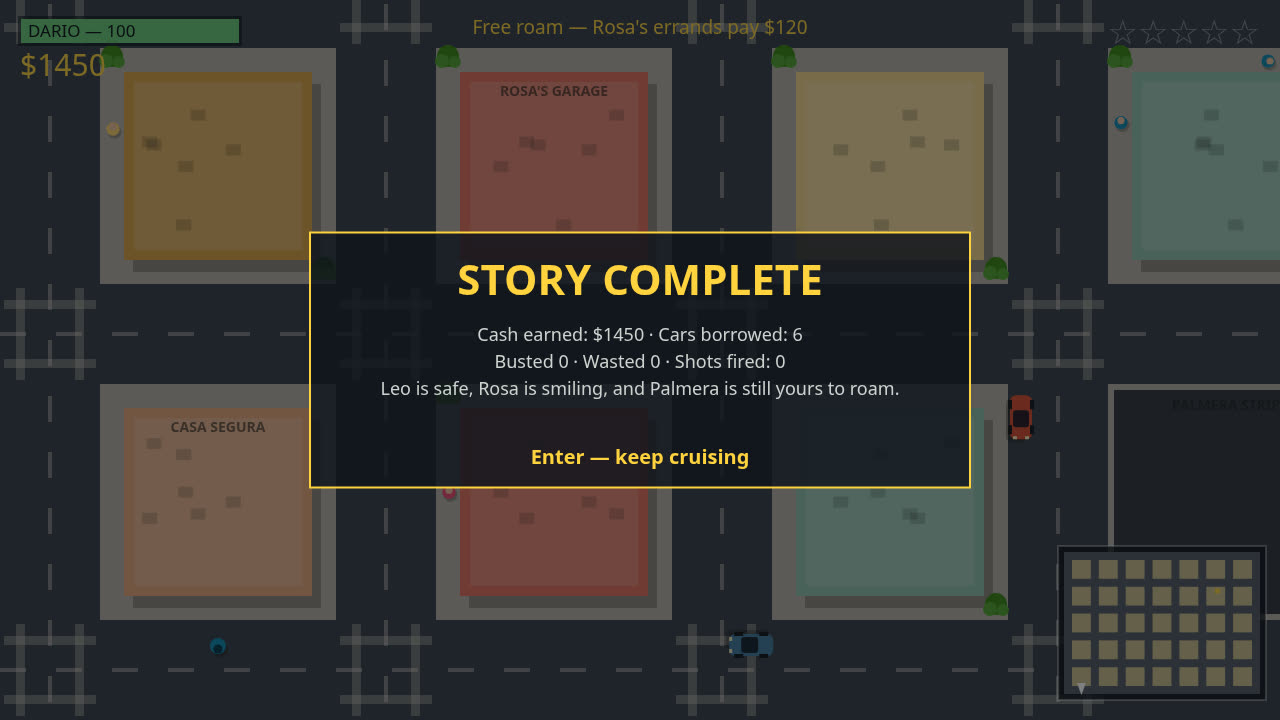 DARIO — 100
Free roam — Rosa's errands pay $120
$1450
ROSA'S GARAGE
STORY COMPLETE
Cash earned: $1450 · Cars borrowed: 6
Busted 0 · Wasted 0 · Shots fired: 0
Leo is safe, Rosa is smiling, and Palmera is still yours to roam.
CASA SEGURA
PALMERA STRI
Enter — keep cruising